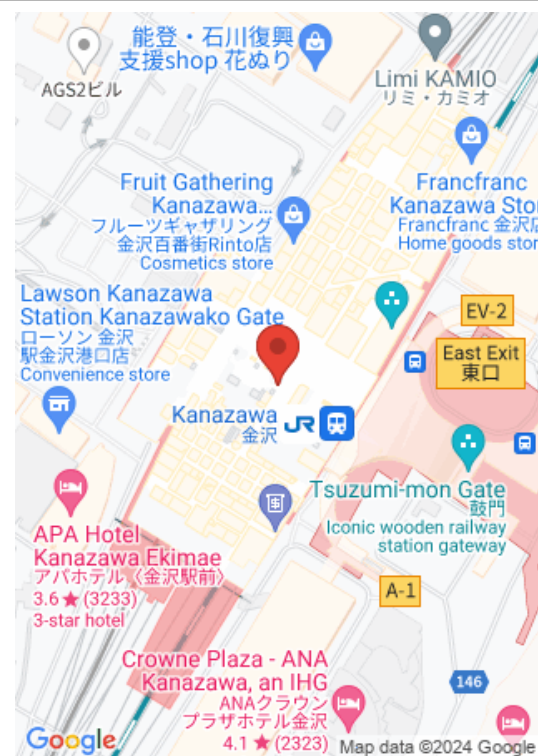 能登・石川復興
支援shop 花ぬり
AGS2ビル
Limi KAMIO
リミ・カミオ
Fruit Gathering
Kanazawa...
フルーツギャザリング
金沢百番街Rinto店
Cosmetics store
Francfranc
Kanazawa Stor
Francfranc 金沢店
Home goods stor
Lawson Kanazawa
Station Kanazawako Gate
ローソン 金沢
駅金沢港口店
Convenience store
EV-2
East Exit
東口
Kanazawa
金沢
JR
Tsuzumi-mon Gate
鼓門
Iconic wooden railway
station gateway
APA Hotel
Kanazawa Ekimae
アパホテル〈金沢駅前〉
3.6★(3233)
3-star hotel
A-1
Crowne Plaza - ANA
Kanazawa, an IHG
ANAクラウン
プラザホテル金沢
4.1★(2323)
146
Google
Map data ©2024 Google